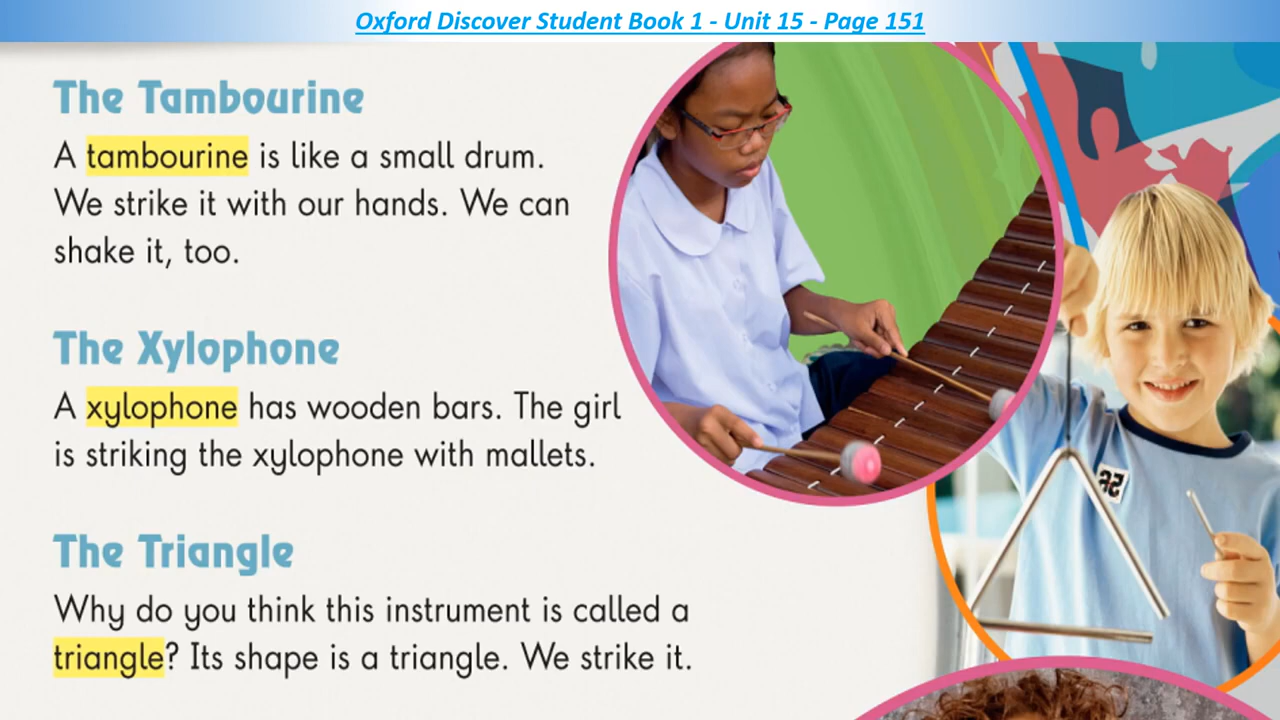 Oxford Discover Student Book 1 - Unit 15 - Page 151
The Tambourine
A tambourine is like a small drum.
We strike it with our hands. We can
shake it, too.
The Xylophone
A xylophone has wooden bars. The girl
is striking the xylophone with mallets.
The Triangle
Why do you think this instrument is called a
triangle? Its shape is a triangle. We strike it.